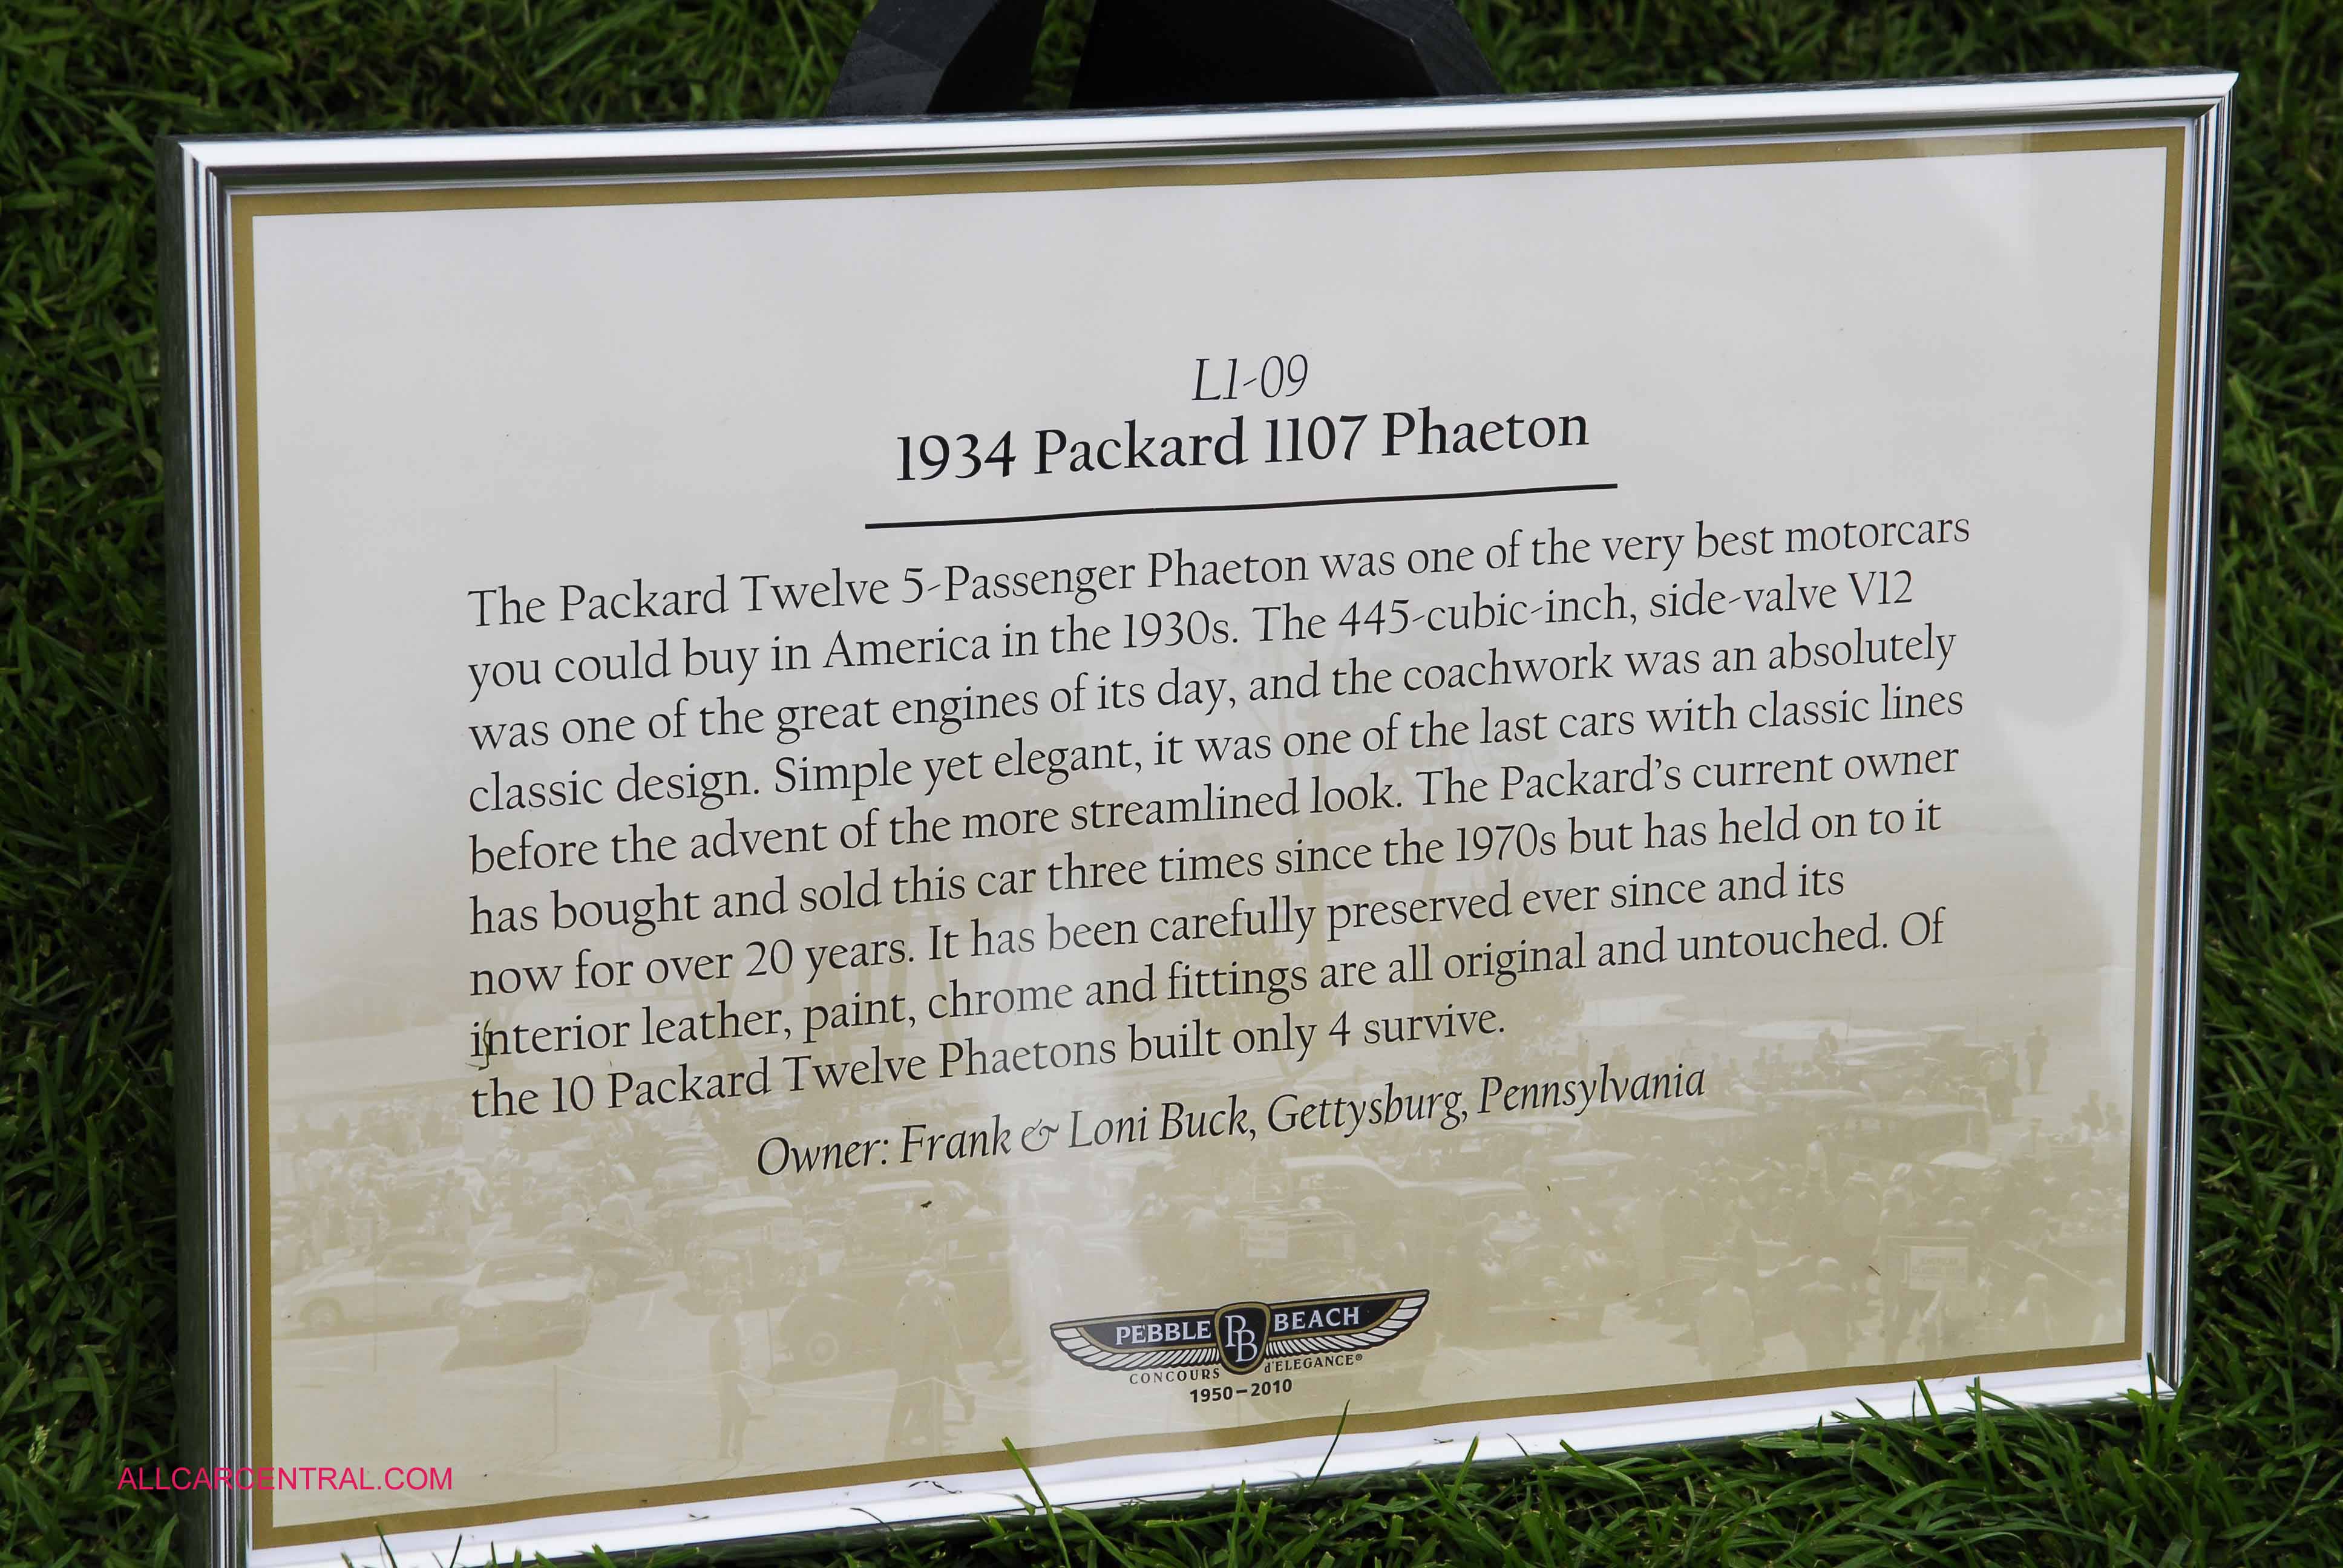 L1-09
1934 Packard 1107 Phaeton
The Packard Twelve 5-Passenger Phaeton was one of the very best motorcars
you could buy in America in the 1930s. The 445-cubic-inch, side-valve V12
was one of the great engines of its day, and the coachwork was an absolutely
classic design. Simple yet elegant, it was one of the last cars with classic lines
before the advent of the more streamlined look. The Packard's current owner
has bought and sold this car three times since the 1970s but has held on to it
now for over 20 years. It has been carefully preserved ever since and its
interior leather, paint, chrome and fittings are all original and untouched. Of
the 10 Packard Twelve Phaetons built only 4 survive.
Owner: Frank & Loni Buck, Gettysburg, Pennsylvania
PEBBLE PB BEACH
CONCOURS d'ELEGANCE®
1950–2010
ALLCARCENTRAL.COM